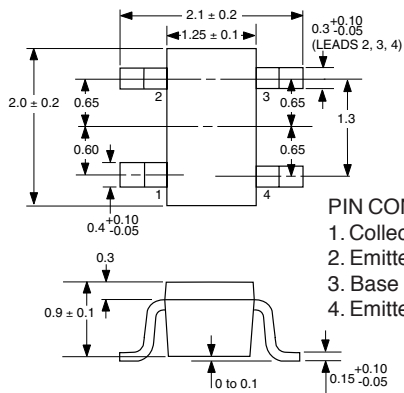 2.1 ± 0.2
1.25 ± 0.1
0.3 +0.10 -0.05
(LEADS 2, 3, 4)
2
3
2.0 ± 0.2
0.65
0.65
1.3
0.60
0.65
1
4
0.4 +0.10 -0.05
PIN CON
1. Collec
2. Emitte
3. Base
4. Emitte
0.3
0.9 ± 0.1
0 to 0.1
0.15 +0.10 -0.05